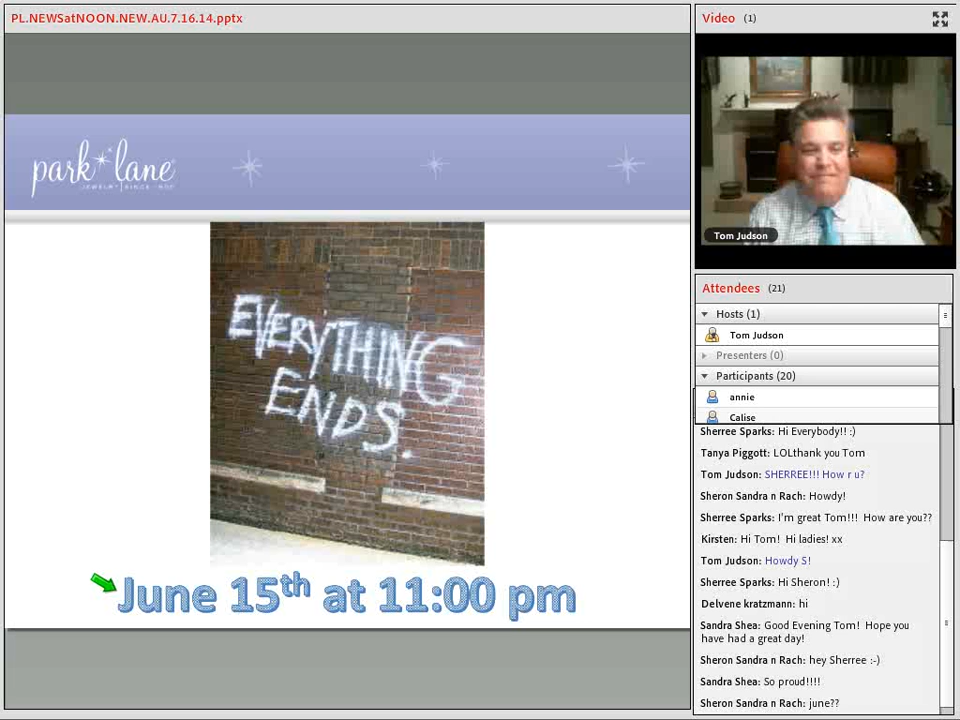 PL.NEWSatNOON.NEW.AU.7.16.14.pptx
park lane
EVERYTHING
ENDS.
June 15th at 11:00 pm
Video (1)
Tom Judson
Attendees (21)
Hosts (1)
Tom Judson
Presenters (0)
Participants (20)
annie
Calise
Sherree Sparks: Hi Everybody!! :)
Tanya Piggott: LOLthank you Tom
Tom Judson: SHERREE!!! How r u?
Sheron Sandra n Rach: Howdy!
Sherree Sparks: I'm great Tom!!! How are you??
Kirsten: Hi Tom! Hi ladies! xx
Tom Judson: Howdy S!
Sherree Sparks: Hi Sheron! :)
Delvene kratzmann: hi
Sandra Shea: Good Evening Tom! Hope you
have had a great day!
Sheron Sandra n Rach: hey Sherree :-)
Sandra Shea: So proud!!!!
Sheron Sandra n Rach: june??